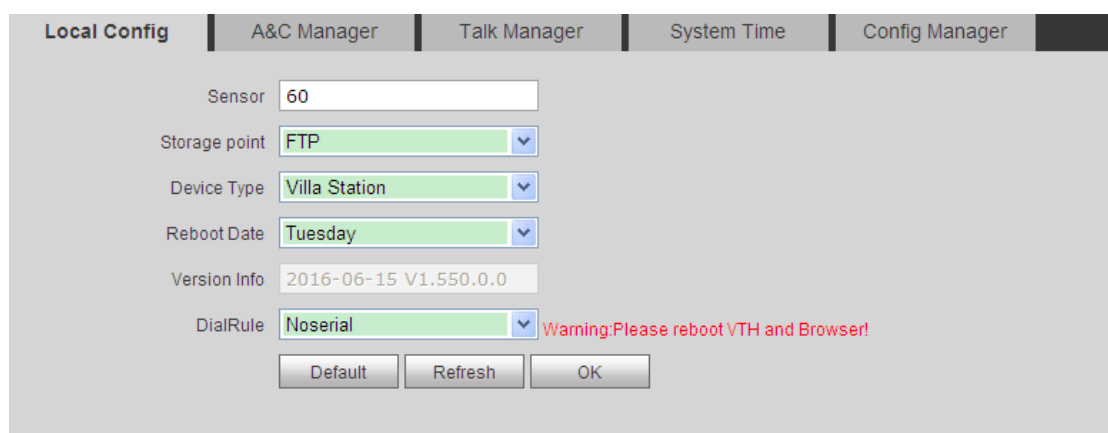 Local Config A&C Manager Talk Manager System Time Config Manager
Sensor 60
Storage point FTP
Device Type Villa Station
Reboot Date Tuesday
Version Info 2016-06-15 V1.550.0.0
DialRule Noserial Warning:Please reboot VTH and Browser!
Default Refresh OK